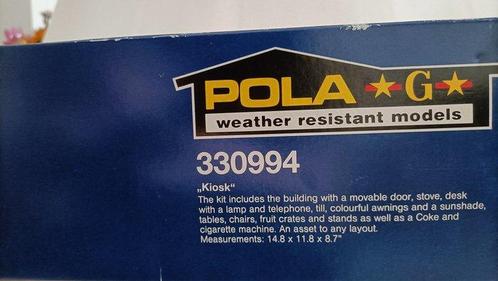 POLA ★G★
weather resistant models
330994
„Kiosk“
The kit includes the building with a movable door, stove, desk
with a lamp and telephone, till, colourful awnings and a sunshade,
tables, chairs, fruit crates and stands as well as a Coke and
cigarette machine. An asset to any layout.
Measurements: 14.8 x 11.8 x 8.7"